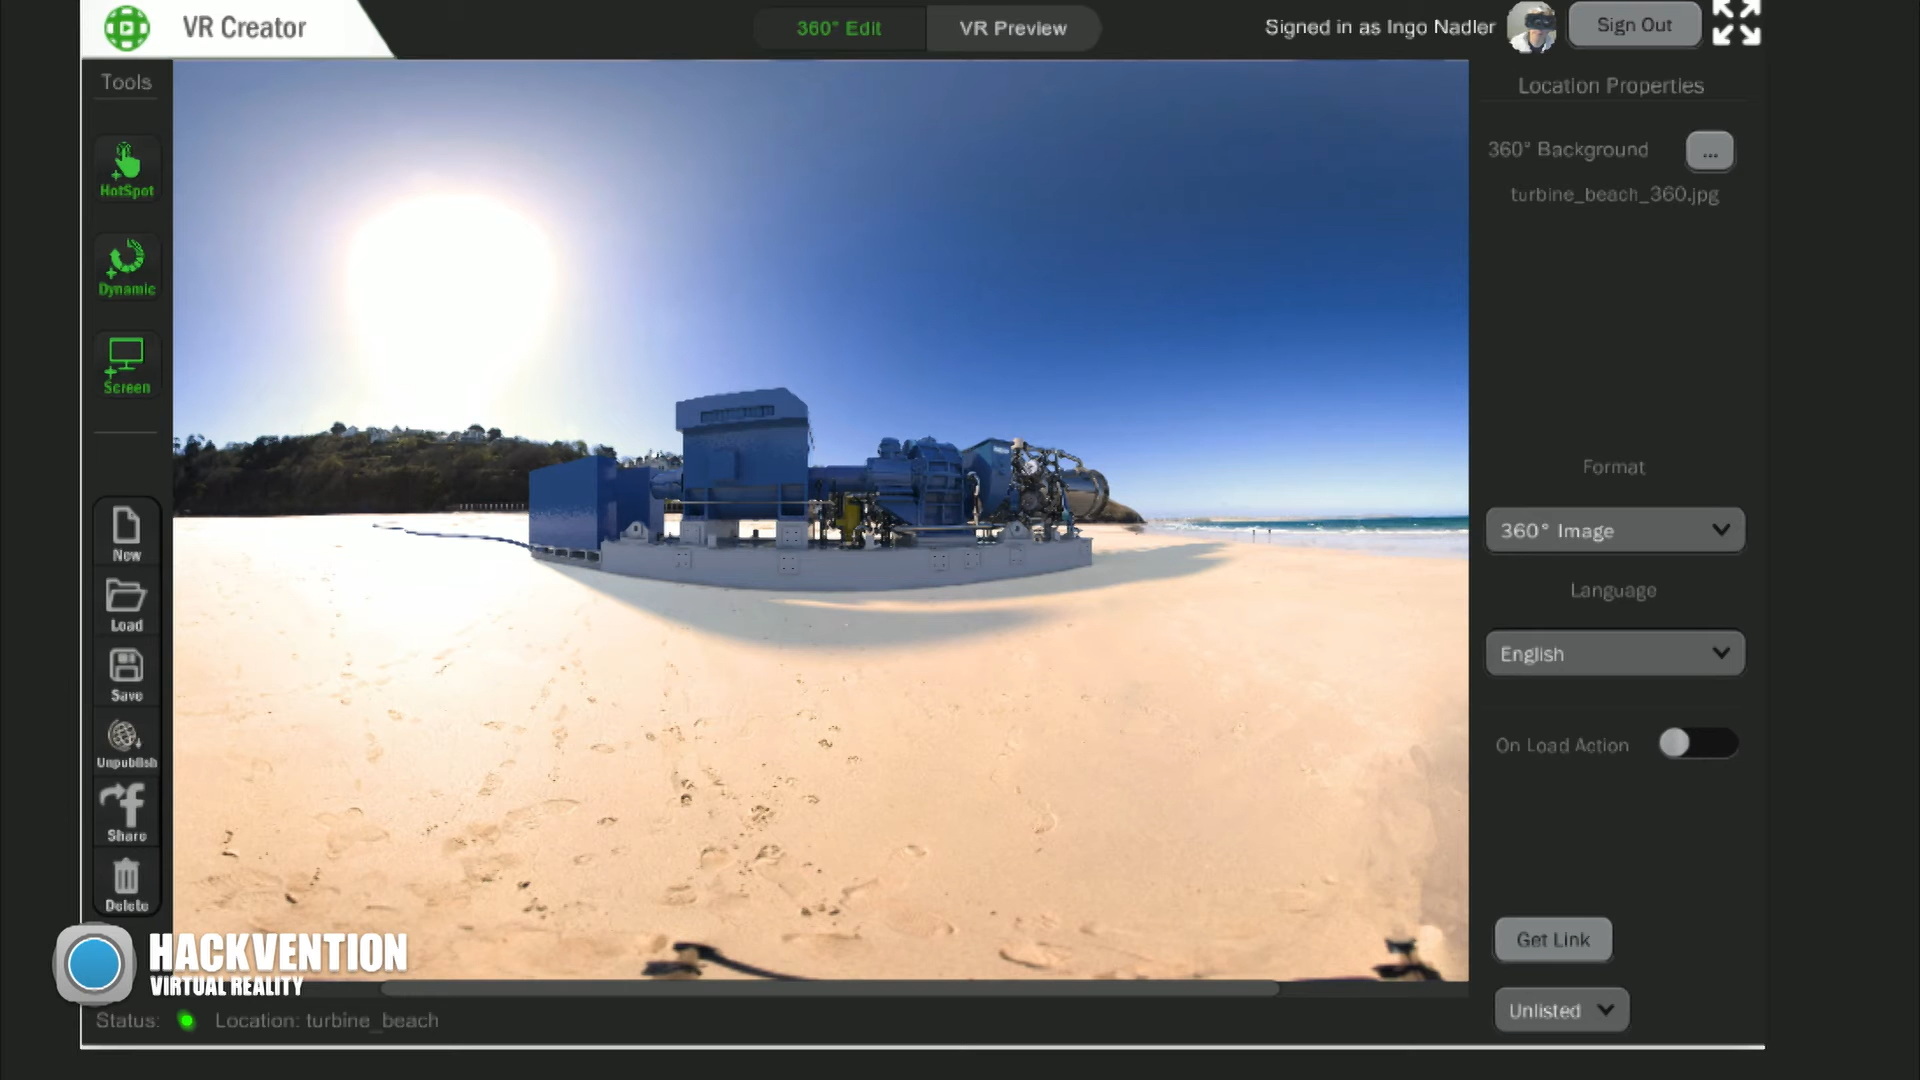 VR Creator
360° Edit
VR Preview
Signed in as Ingo Nadler
Sign Out
Tools
HotSpot
Dynamic
Screen
New
Load
Save
Unpublish
Share
Delete
Location Properties
360° Background
...
turbine_beach_360.jpg
Format
360° Image
Language
English
On Load Action
Get Link
Unlisted
HACKVENTION
VIRTUAL REALITY
Status:
Location: turbine_beach